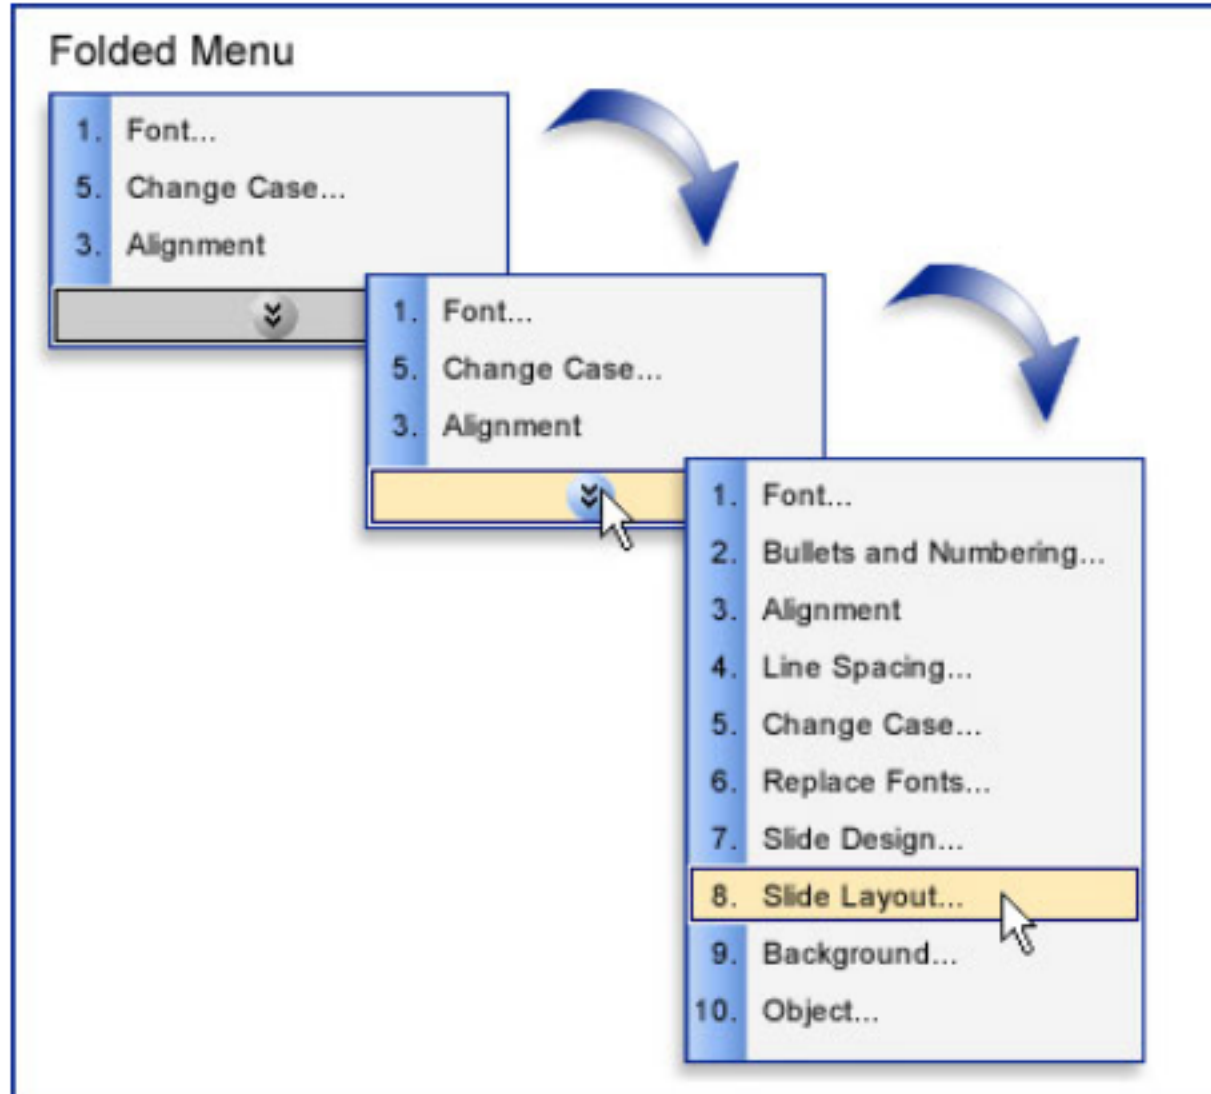 Folded Menu
1. Font...
5. Change Case...
3. Alignment
1. Font...
5. Change Case...
3. Alignment
1. Font...
2. Bullets and Numbering...
3. Alignment
4. Line Spacing...
5. Change Case...
6. Replace Fonts...
7. Slide Design...
8. Slide Layout...
9. Background...
10. Object...